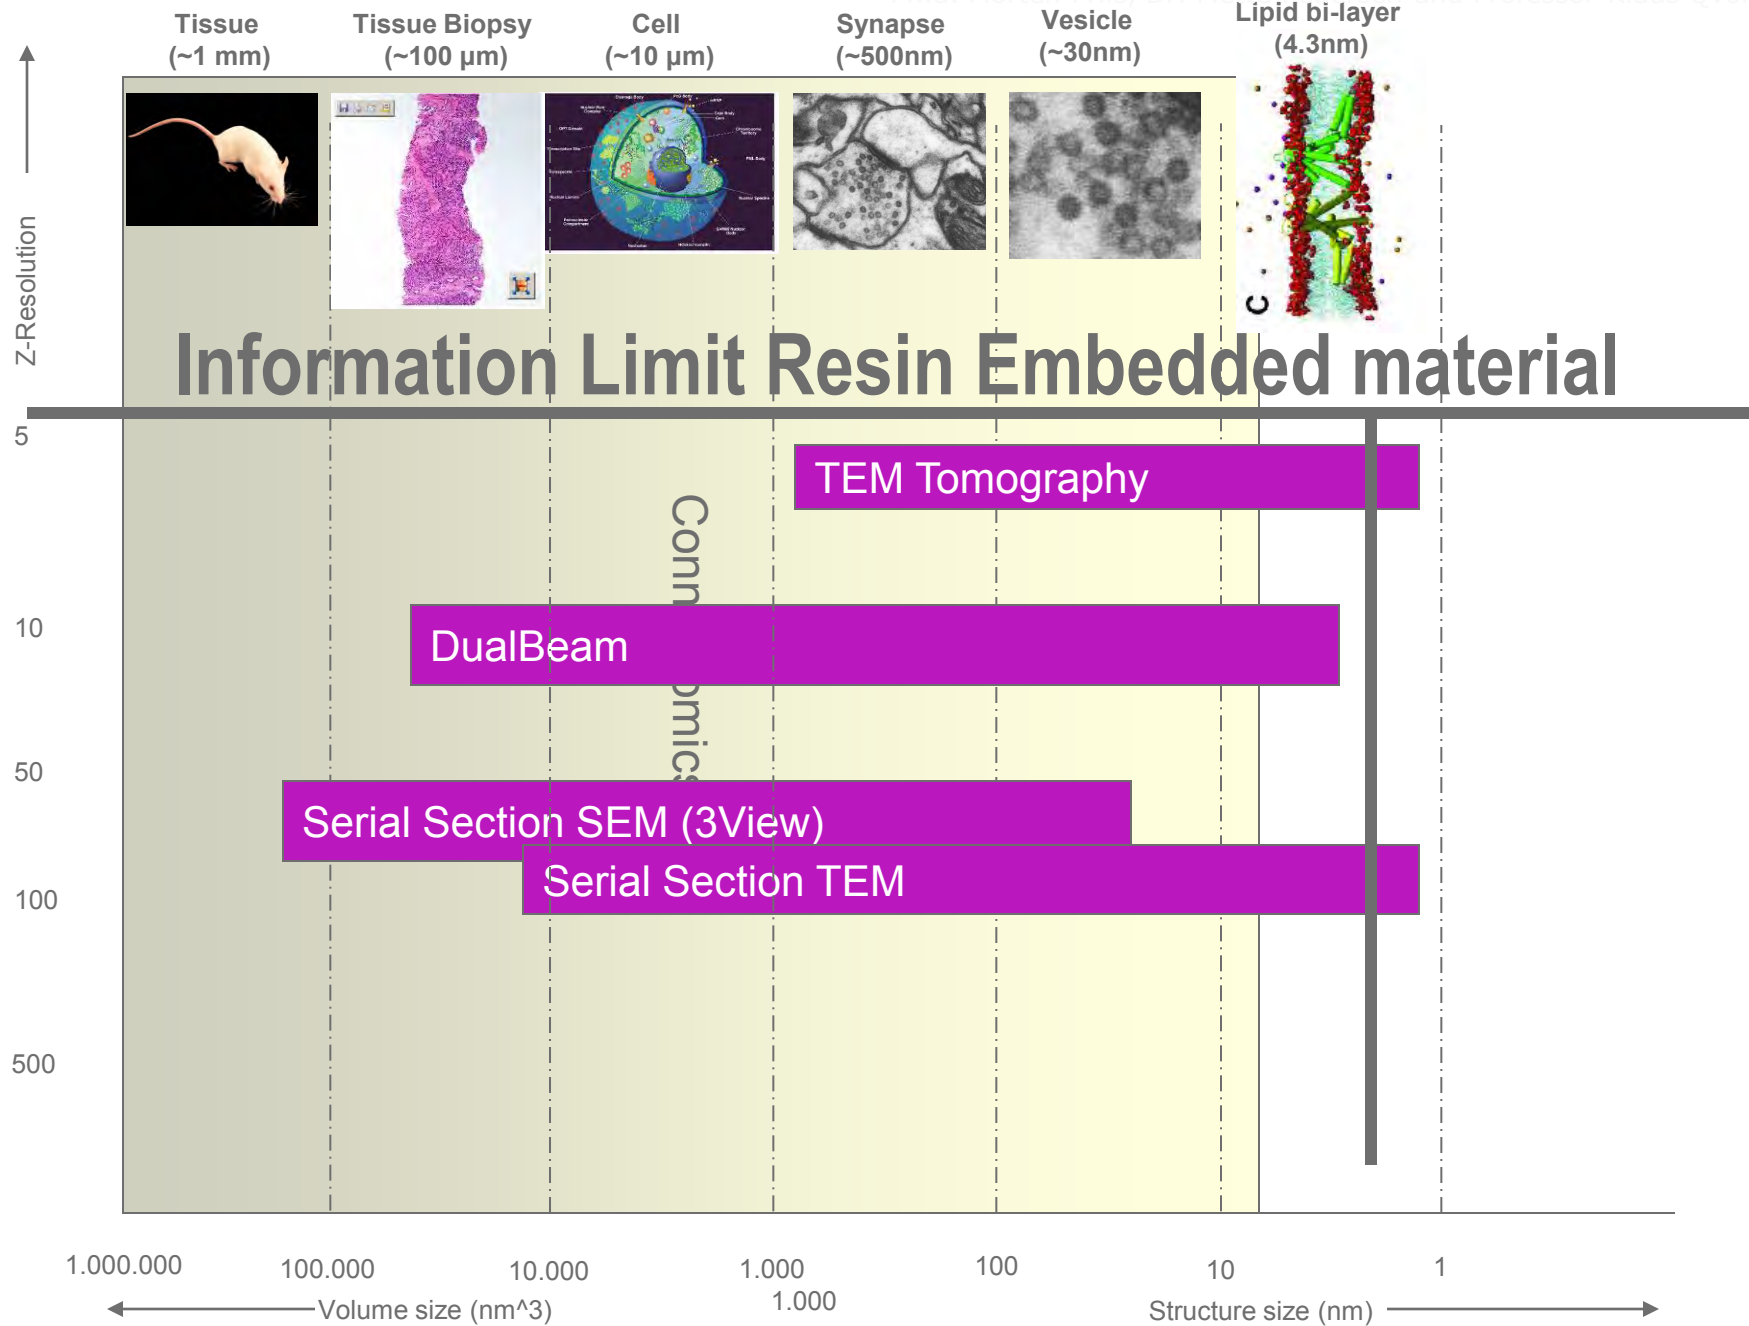 Tissue
(~1 mm)
Tissue Biopsy
(~100 µm)
Cell
(~10 µm)
Synapse
(~500nm)
Vesicle
(~30nm)
Lipid bi-layer
(4.3nm)
C
Z-Resolution
Information Limit Resin Embedded material
5
TEM Tomography
10
DualBeam
50
Serial Section SEM (3View)
100
Serial Section TEM
500
1.000.000
100.000
10.000
1.000
100
10
1
Volume size (nm^3)
1.000
Structure size (nm)